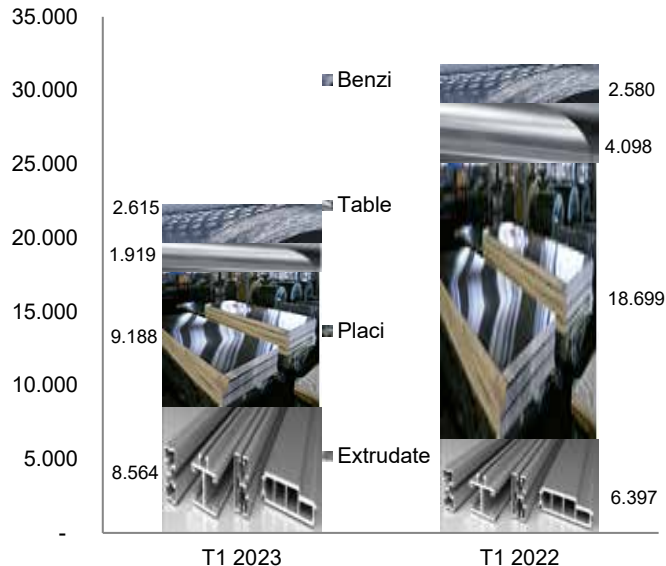 35.000
30.000
25.000
20.000
15.000
10.000
5.000
-
2.615
1.919
9.188
8.564
Benzi
Table
Placi
Extrudate
2.580
4.098
18.699
6.397
T1 2023
T1 2022